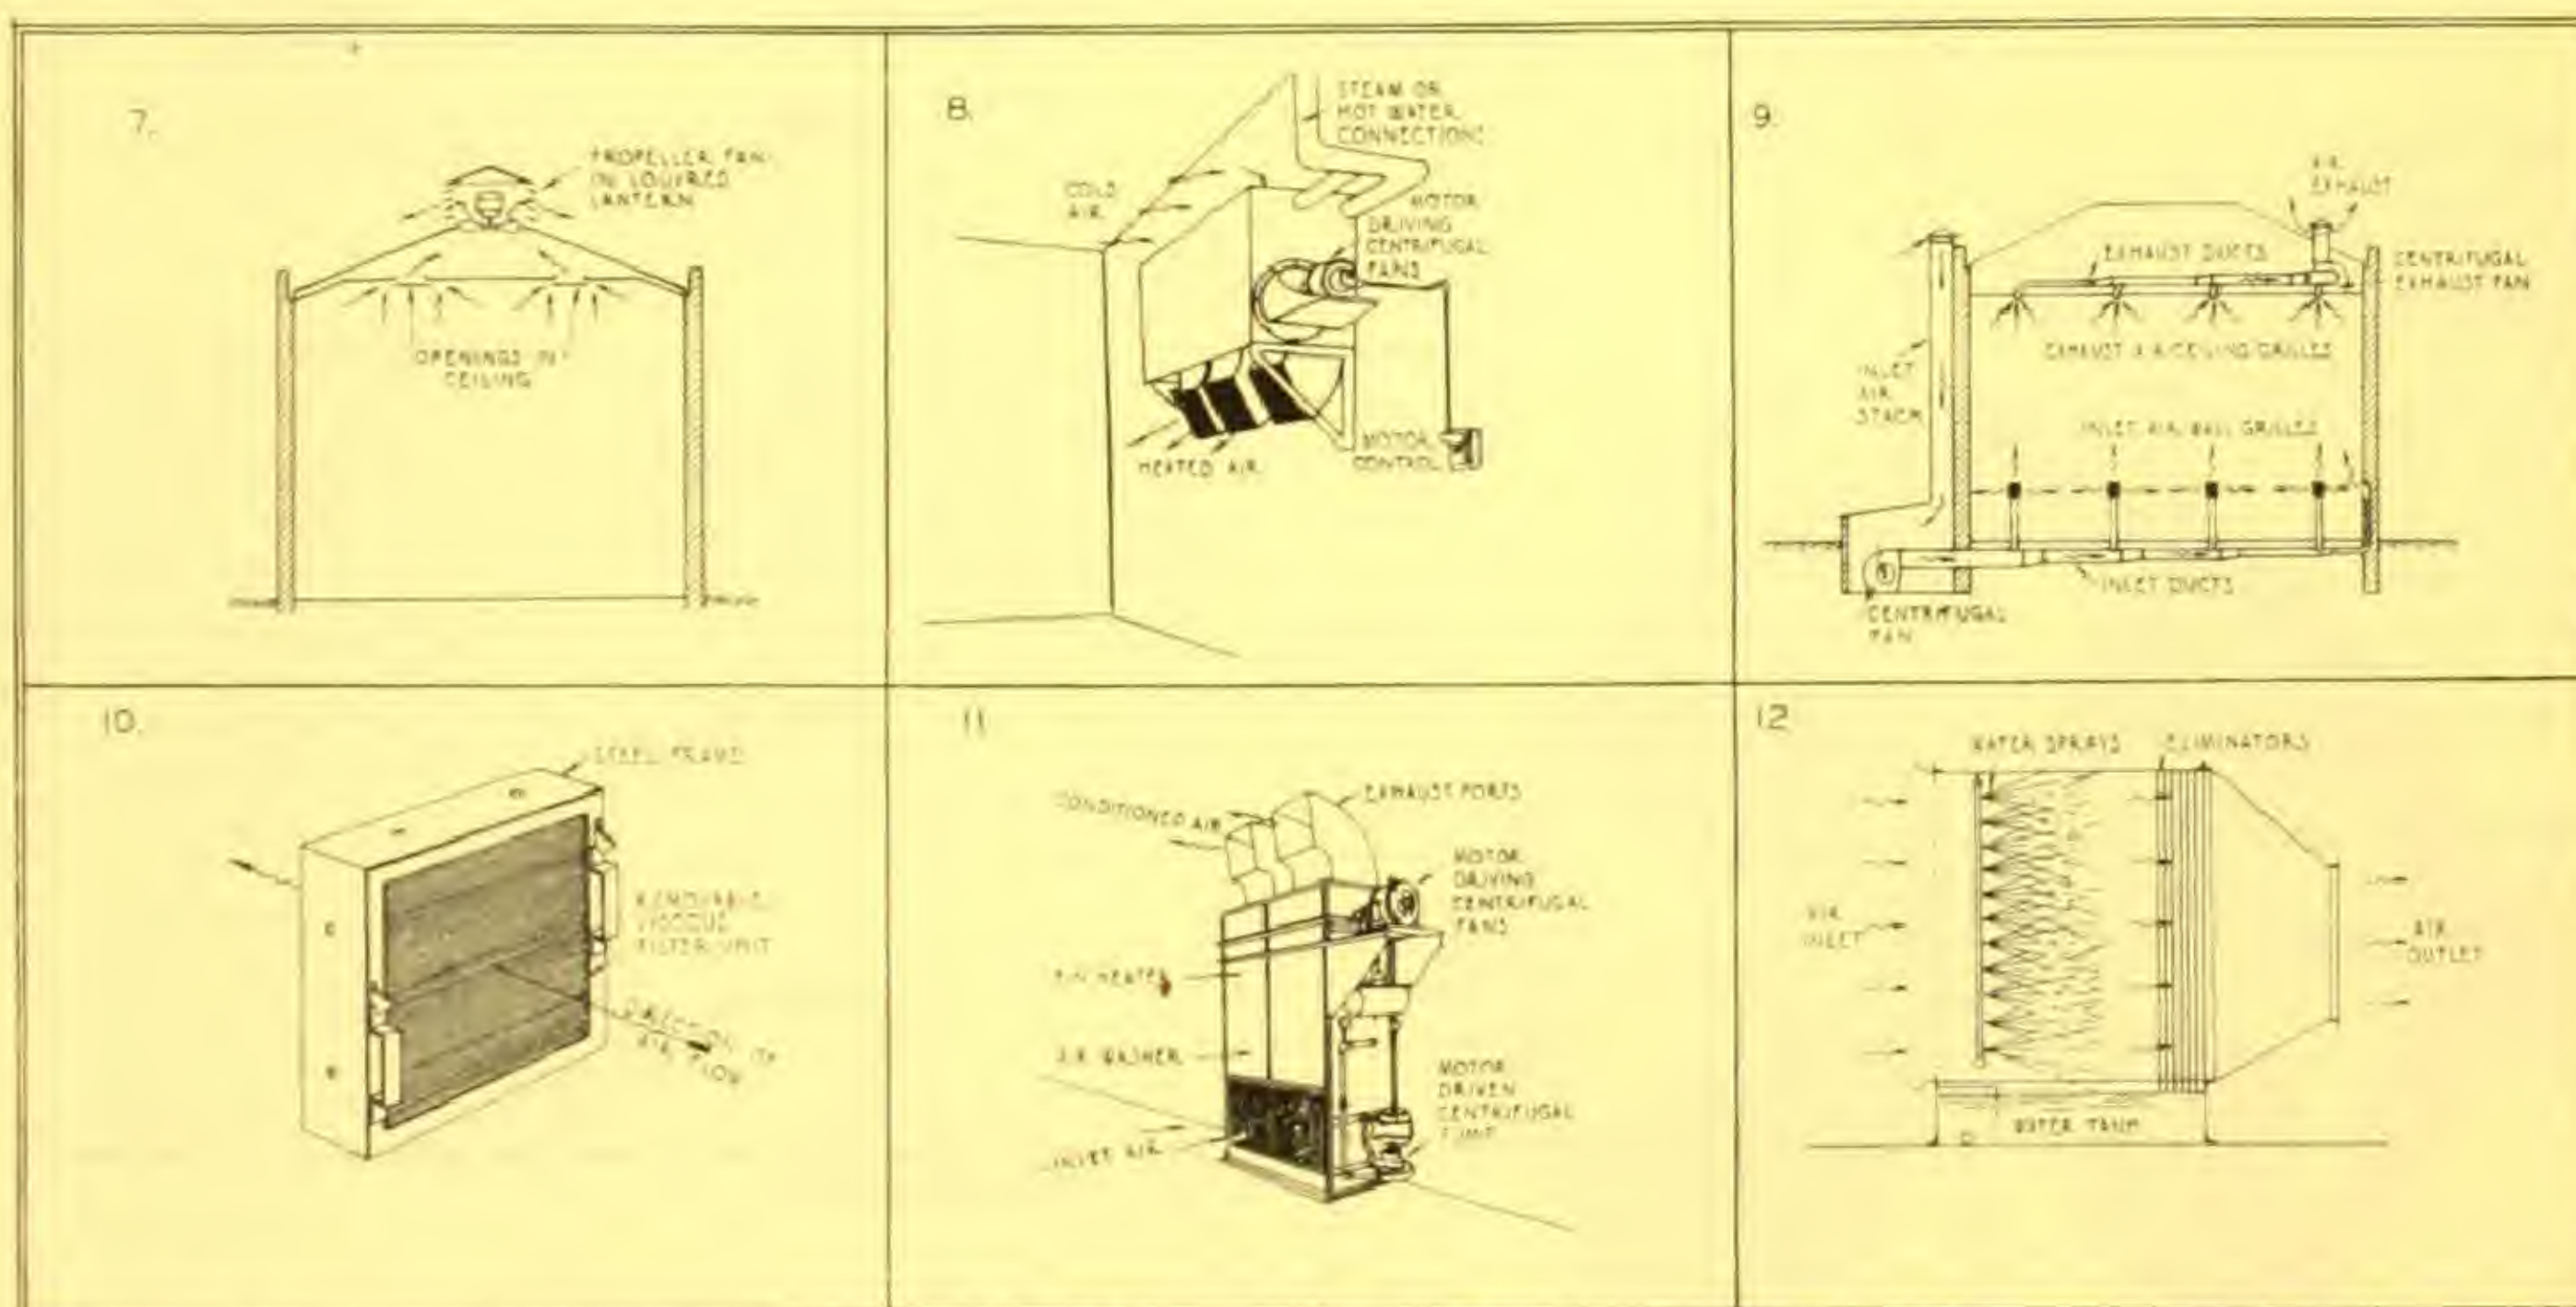 7.
PROPELLER FAN
IN LOUVRED
LANTERN
OPENINGS IN
CEILING
8.
STEAM OR
HOT WATER
CONNECTIONS
COLD
AIR
MOTOR
DRIVING
CENTRIFUGAL
FANS
HEATED AIR
MOTOR
CONTROL
9.
AIR
EXHAUST
EXHAUST DUCTS
CENTRIFUGAL
EXHAUST FAN
EXHAUST AIR CEILING GRILLES
INLET
AIR
STACK
INLET AIR WALL GRILLES
INLET DUCTS
CENTRIFUGAL
FAN
10.
STEEL FRAME
REMOVABLE
VISCOUS
FILTER UNIT
DIRECTION OF
AIR FLOW
11
EXHAUST PORTS
CONDITIONED AIR
MOTOR
DRIVING
CENTRIFUGAL
FANS
FIN HEATER
AIR WASHER
MOTOR
DRIVEN
CENTRIFUGAL
PUMP
INLET AIR
12
WATER SPRAYS ELIMINATORS
AIR
INLET
AIR
OUTLET
WATER TANK